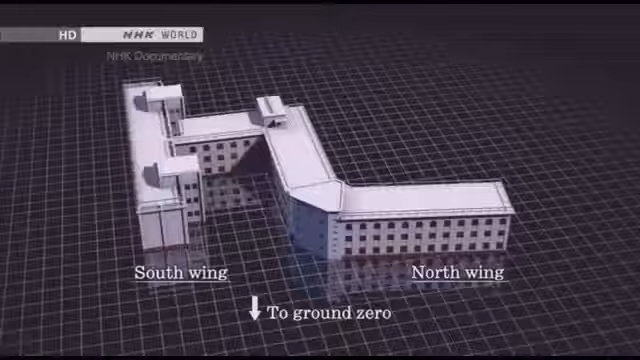 HD NHK WORLD
NHK Documentary
South wing
North wing
To ground zero